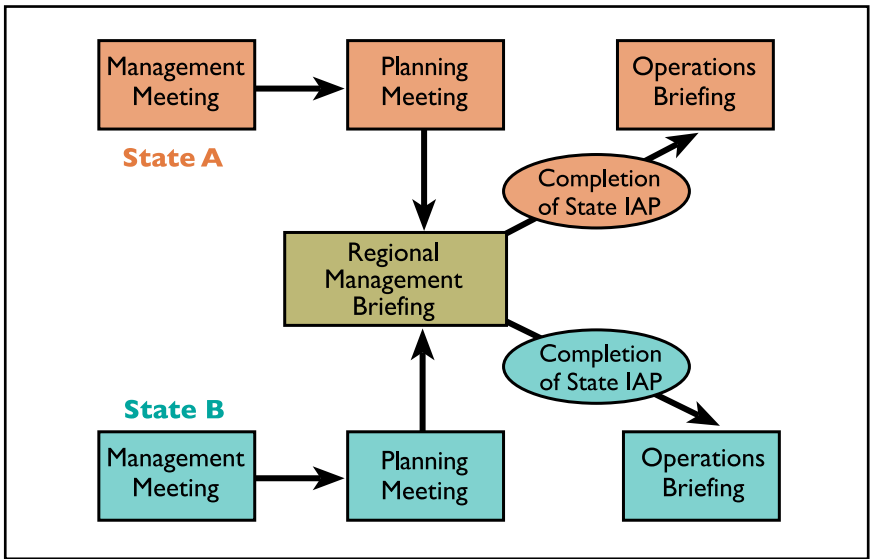 Management
Meeting
Planning
Meeting
Operations
Briefing
State A
Completion
of State IAP
Regional
Management
Briefing
Completion
of State IAP
State B
Management
Meeting
Planning
Meeting
Operations
Briefing